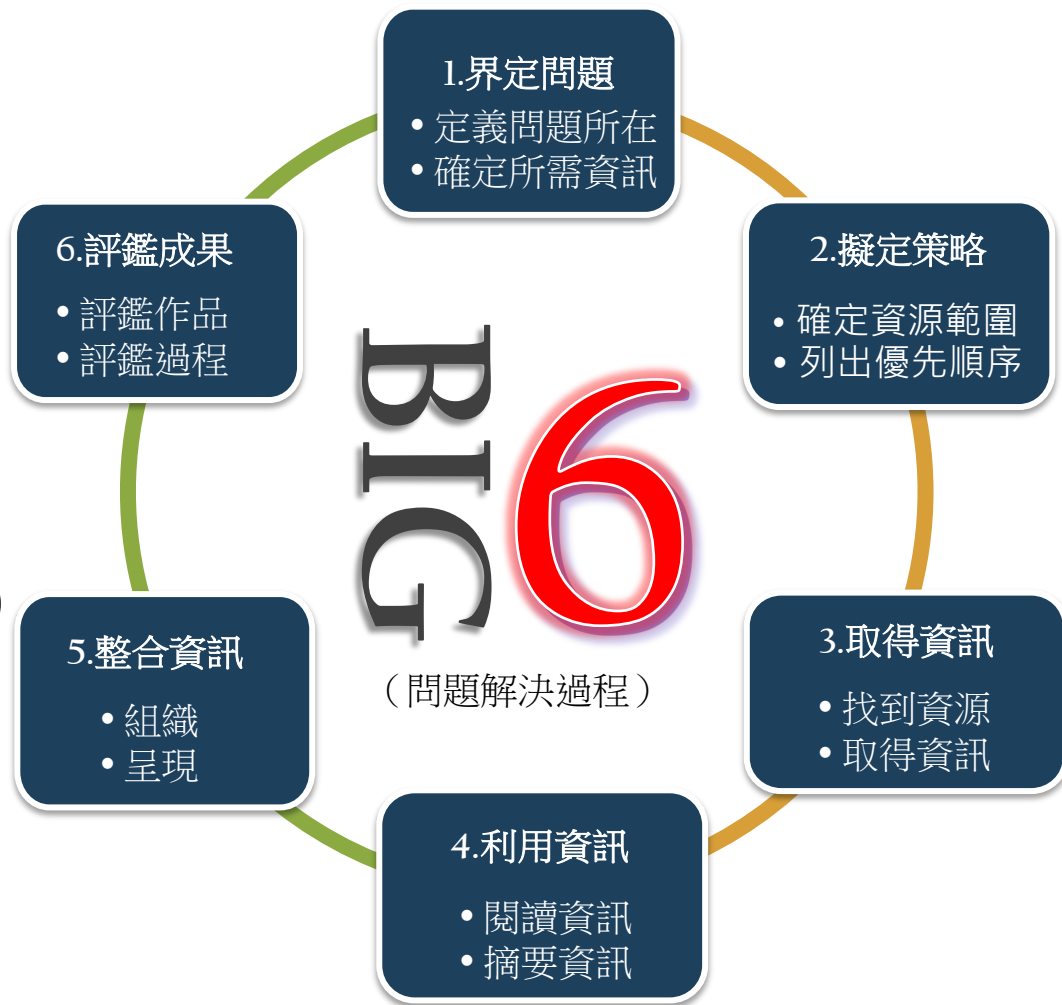 1.界定問題
• 定義問題所在
• 確定所需資訊
2.擬定策略
• 確定資源範圍
• 列出優先順序
3.取得資訊
• 找到資源
• 取得資訊
4.利用資訊
• 閱讀資訊
• 摘要資訊
5.整合資訊
• 組織
• 呈現
6.評鑑成果
• 評鑑作品
• 評鑑過程
BIG
6
（問題解決過程）